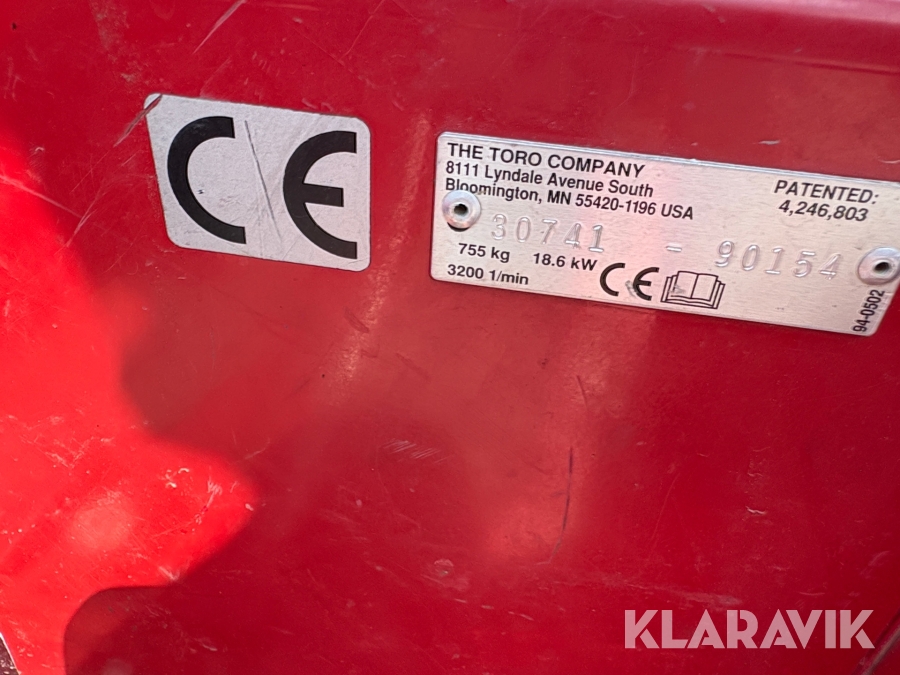 CE
THE TORO COMPANY
8111 Lyndale Avenue South
Bloomington, MN 55420-1196 USA
PATENTED:
4,246,803
30741 - 90154
755 kg 18.6 kW
3200 1/min
CE
94-0502
KLARAVIK